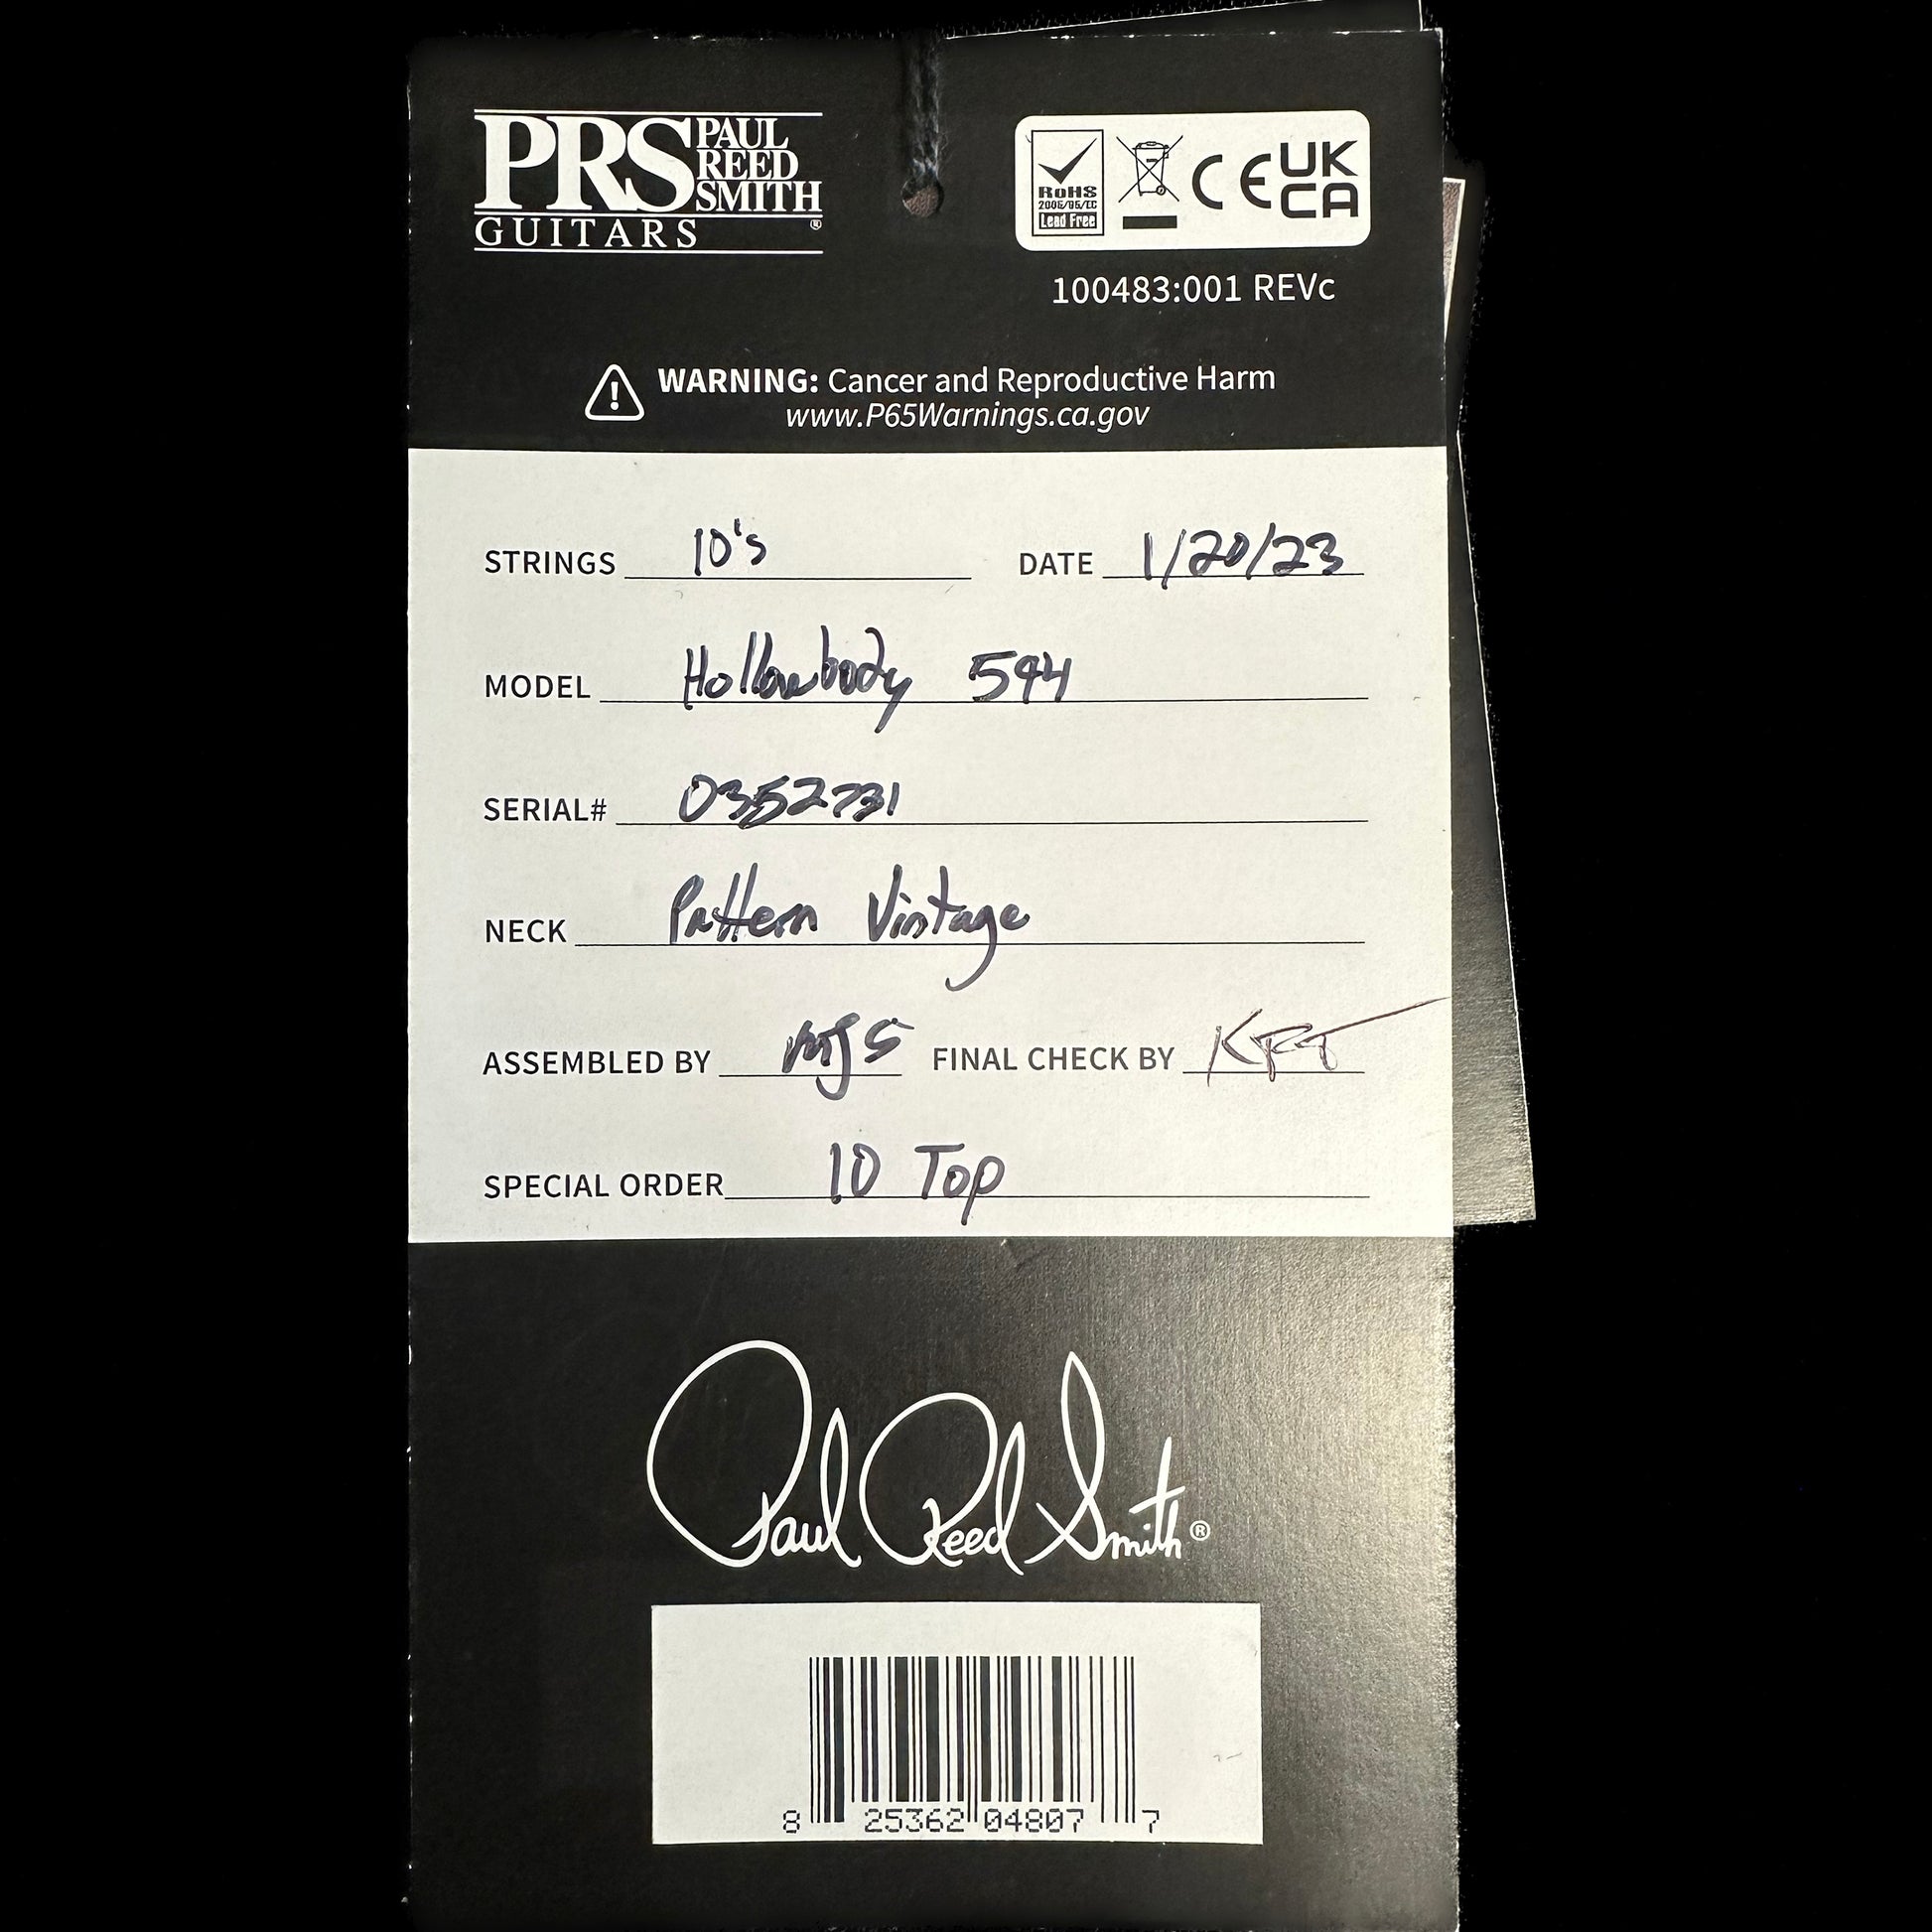 PRS PAUL
REED
SMITH
GUITARS ®
RoHS
2005/95/EC
Lead Free
CE UK
CA
100483:001 REVc
WARNING: Cancer and Reproductive Harm
www.P65Warnings.ca.gov
STRINGS 10's DATE 1/20/23
MODEL Hollowbody 594
SERIAL# 0352731
NECK Pattern Vintage
ASSEMBLED BY MJS FINAL CHECK BY
SPECIAL ORDER 10 Top
Paul Reed Smith®
8 25362 04807 7